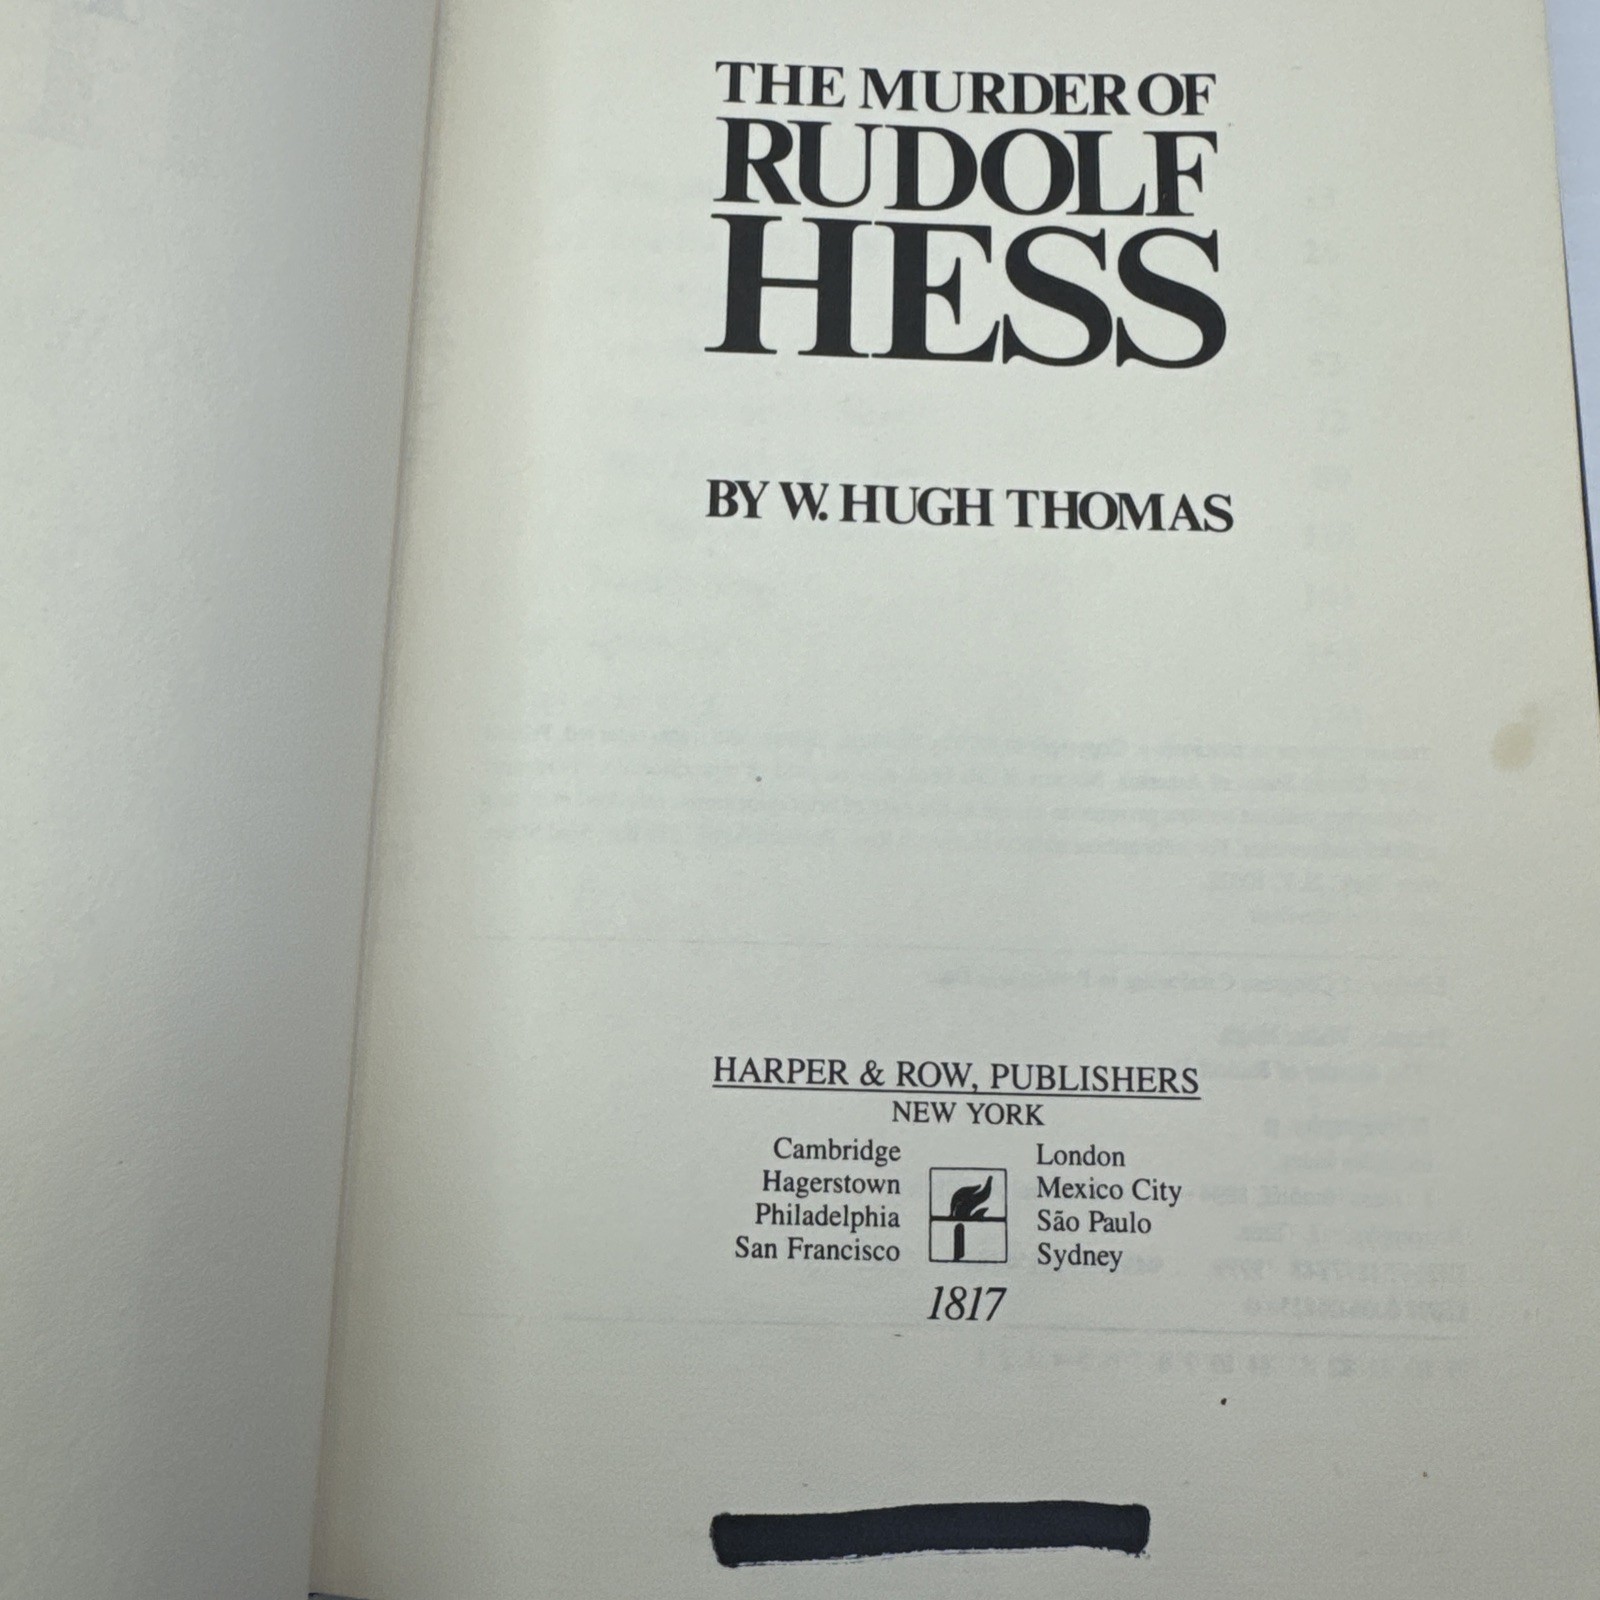 THE MURDER OF
RUDOLF
HESS
BY W. HUGH THOMAS
HARPER & ROW, PUBLISHERS
NEW YORK
Cambridge
Hagerstown
Philadelphia
San Francisco
London
Mexico City
São Paulo
Sydney
1817